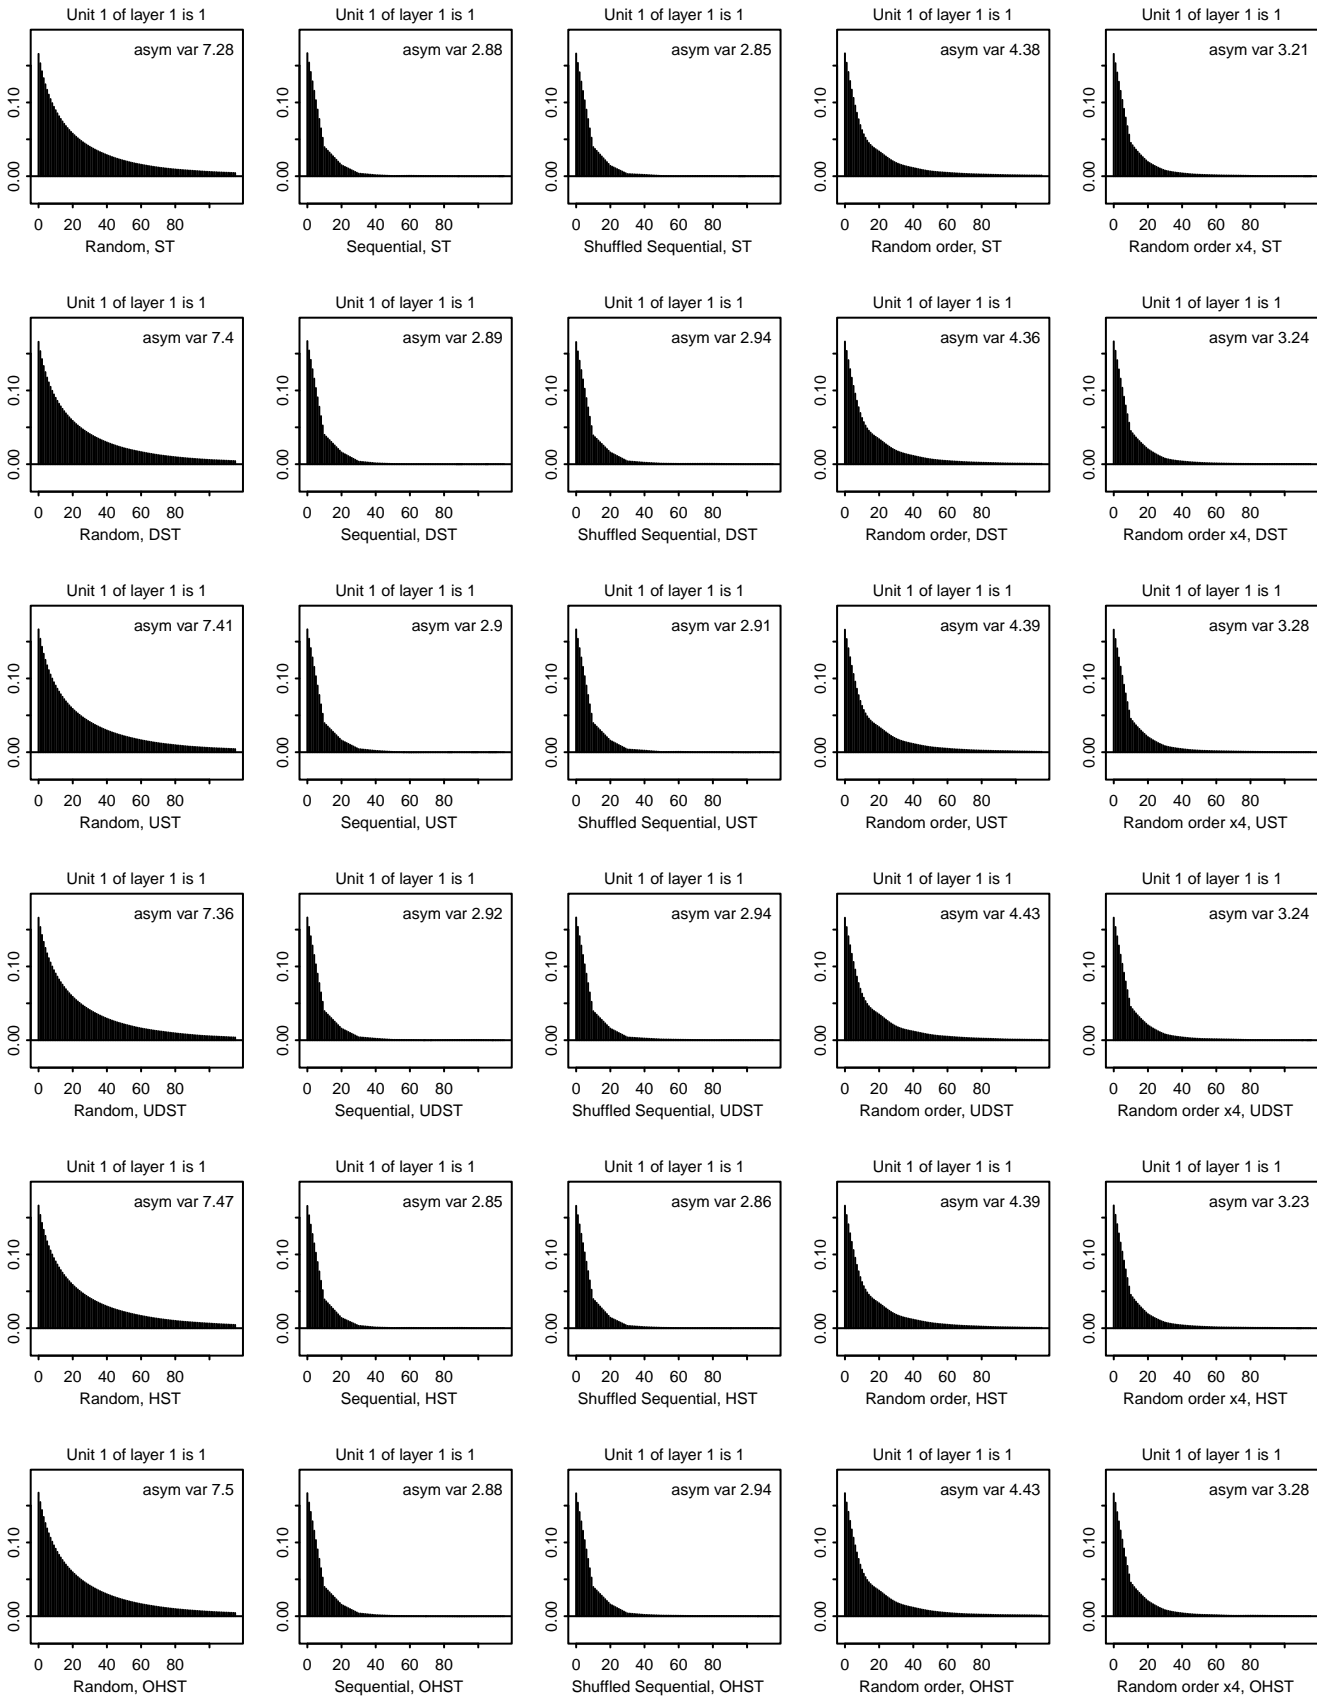 Unit 1 of layer 1 is 1 Unit 1 of layer 1 is 1 Unit 1 of layer 1 is 1 Unit 1 of layer 1 is 1 Unit 1 of layer 1 is 1
asym var 7.28 asym var 2.88 asym var 2.85 asym var 4.38 asym var 3.21
0.10 0.10 0.10 0.10 0.10
0.00 0.00 0.00 0.00 0.00
0 20 40 60 80 0 20 40 60 80 0 20 40 60 80 0 20 40 60 80 0 20 40 60 80
Random, ST Sequential, ST Shuffled Sequential, ST Random order, ST Random order x4, ST
Unit 1 of layer 1 is 1 Unit 1 of layer 1 is 1 Unit 1 of layer 1 is 1 Unit 1 of layer 1 is 1 Unit 1 of layer 1 is 1
asym var 7.4 asym var 2.89 asym var 2.94 asym var 4.36 asym var 3.24
0.10 0.10 0.10 0.10 0.10
0.00 0.00 0.00 0.00 0.00
0 20 40 60 80 0 20 40 60 80 0 20 40 60 80 0 20 40 60 80 0 20 40 60 80
Random, DST Sequential, DST Shuffled Sequential, DST Random order, DST Random order x4, DST
Unit 1 of layer 1 is 1 Unit 1 of layer 1 is 1 Unit 1 of layer 1 is 1 Unit 1 of layer 1 is 1 Unit 1 of layer 1 is 1
asym var 7.41 asym var 2.9 asym var 2.91 asym var 4.39 asym var 3.28
0.10 0.10 0.10 0.10 0.10
0.00 0.00 0.00 0.00 0.00
0 20 40 60 80 0 20 40 60 80 0 20 40 60 80 0 20 40 60 80 0 20 40 60 80
Random, UST Sequential, UST Shuffled Sequential, UST Random order, UST Random order x4, UST
Unit 1 of layer 1 is 1 Unit 1 of layer 1 is 1 Unit 1 of layer 1 is 1 Unit 1 of layer 1 is 1 Unit 1 of layer 1 is 1
asym var 7.36 asym var 2.92 asym var 2.94 asym var 4.43 asym var 3.24
0.10 0.10 0.10 0.10 0.10
0.00 0.00 0.00 0.00 0.00
0 20 40 60 80 0 20 40 60 80 0 20 40 60 80 0 20 40 60 80 0 20 40 60 80
Random, UDST Sequential, UDST Shuffled Sequential, UDST Random order, UDST Random order x4, UDST
Unit 1 of layer 1 is 1 Unit 1 of layer 1 is 1 Unit 1 of layer 1 is 1 Unit 1 of layer 1 is 1 Unit 1 of layer 1 is 1
asym var 7.47 asym var 2.85 asym var 2.86 asym var 4.39 asym var 3.23
0.10 0.10 0.10 0.10 0.10
0.00 0.00 0.00 0.00 0.00
0 20 40 60 80 0 20 40 60 80 0 20 40 60 80 0 20 40 60 80 0 20 40 60 80
Random, HST Sequential, HST Shuffled Sequential, HST Random order, HST Random order x4, HST
Unit 1 of layer 1 is 1 Unit 1 of layer 1 is 1 Unit 1 of layer 1 is 1 Unit 1 of layer 1 is 1 Unit 1 of layer 1 is 1
asym var 7.5 asym var 2.88 asym var 2.94 asym var 4.43 asym var 3.28
0.10 0.10 0.10 0.10 0.10
0.00 0.00 0.00 0.00 0.00
0 20 40 60 80 0 20 40 60 80 0 20 40 60 80 0 20 40 60 80 0 20 40 60 80
Random, OHST Sequential, OHST Shuffled Sequential, OHST Random order, OHST Random order x4, OHST